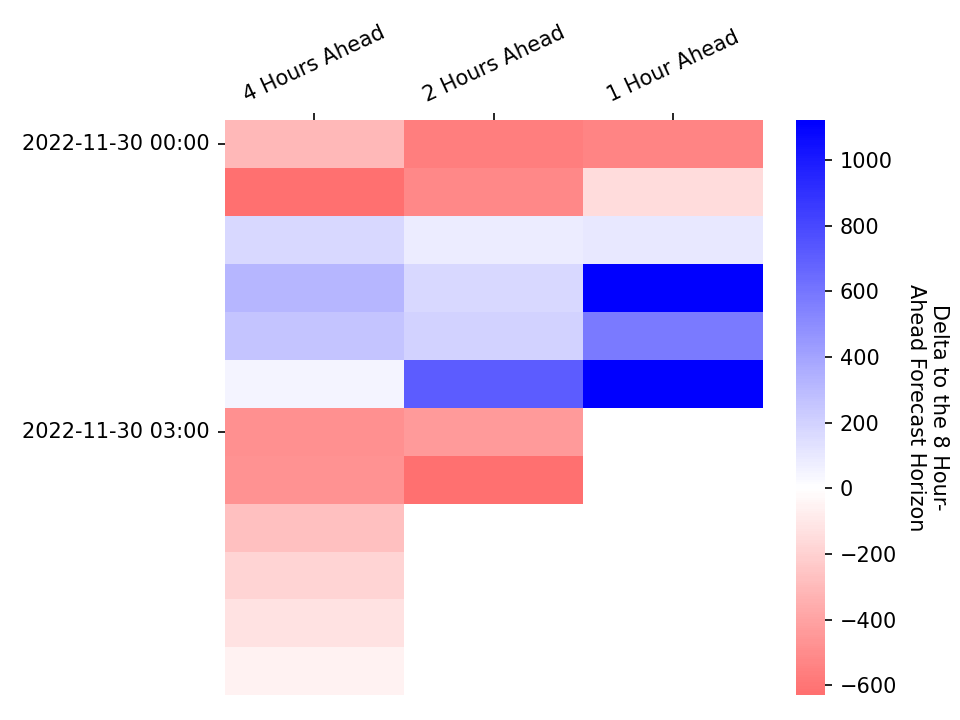 4 Hours Ahead
2 Hours Ahead
1 Hour Ahead
2022-11-30 00:00
2022-11-30 03:00
1000
800
600
400
200
0
−200
−400
−600
Delta to the 8 Hour-
Ahead Forecast Horizon